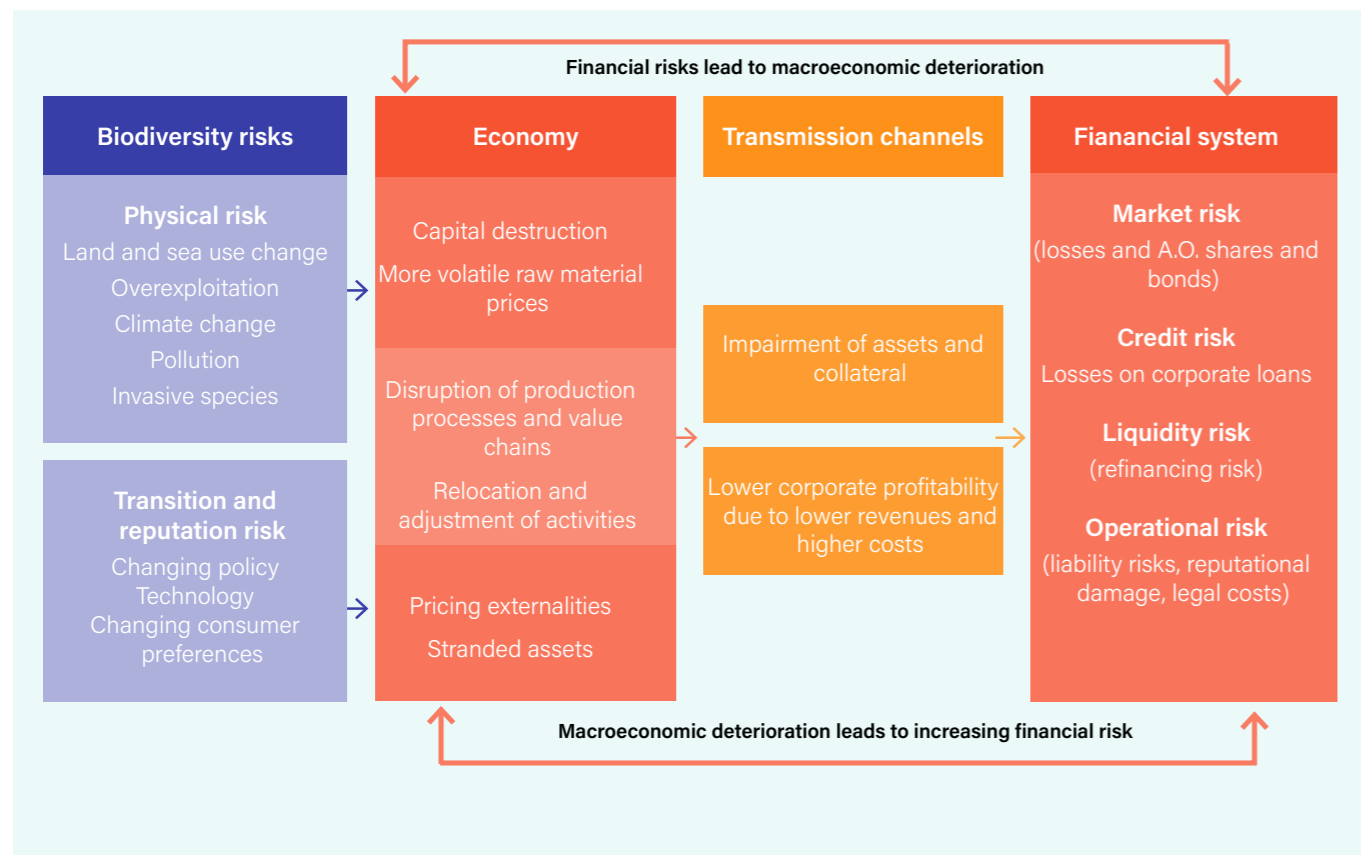 Financial risks lead to macroeconomic deterioration
Biodiversity risks
Physical risk
Land and sea use change
Overexploitation
Climate change
Pollution
Invasive species
Transition and
reputation risk
Changing policy
Technology
Changing consumer
preferences
Economy
Capital destruction
More volatile raw material
prices
Disruption of production
processes and value
chains
Relocation and
adjustment of activities
Pricing externalities
Stranded assets
Transmission channels
Impairment of assets and
collateral
Lower corporate profitability
due to lower revenues and
higher costs
Fianancial system
Market risk
(losses and A.O. shares and
bonds)
Credit risk
Losses on corporate loans
Liquidity risk
(refinancing risk)
Operational risk
(liability risks, reputational
damage, legal costs)
Macroeconomic deterioration leads to increasing financial risk